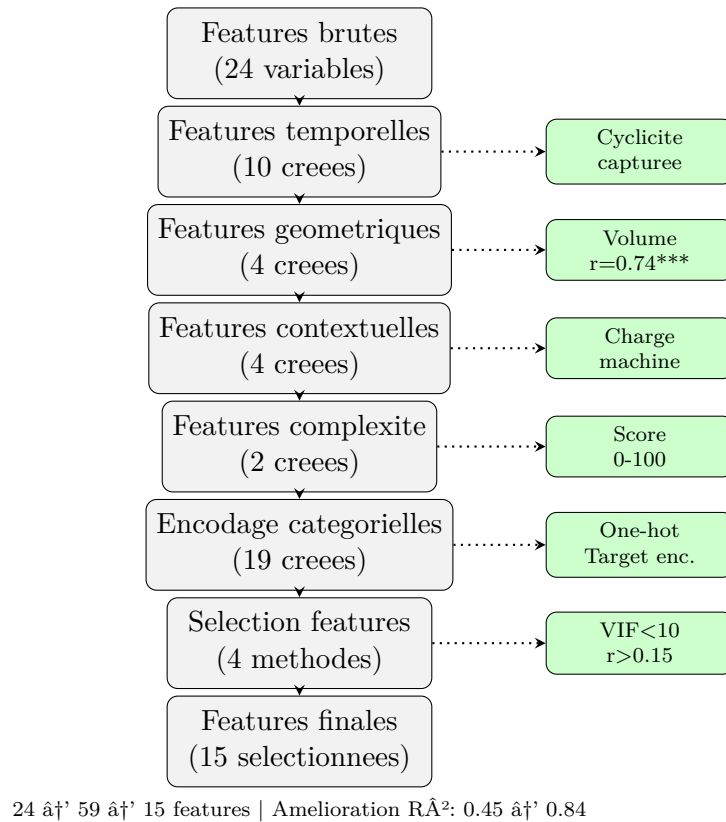 Features brutes
(24 variables)
Features temporelles
(10 creees)
Cyclicite
capturee
Features geometriques
(4 creees)
Volume
r=0.74***
Features contextuelles
(4 creees)
Charge
machine
Features complexite
(2 creees)
Score
0-100
Encodage categorielles
(19 creees)
One-hot
Target enc.
Selection features
(4 methodes)
VIF<10
r>0.15
Features finales
(15 selectionnees)
24 â†’ 59 â†’ 15 features | Amelioration RÂ²: 0.45 â†’ 0.84